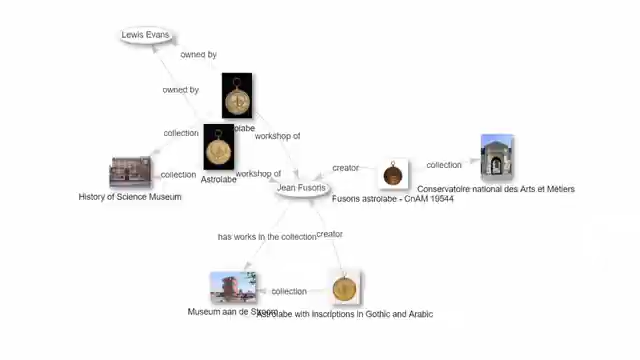 Lewis Evans
owned by
owned by
collection
workshop of
collection
Astrolabe
workshop of
creator
collection
History of Science Museum
Jean Fusoris
Fusoris astrolabe - CnAM 19544
Conservatoire national des Arts et Métiers
has works in the collection
creator
collection
Museum aan de Stroom
Astrolabe with Inscriptions in Gothic and Arabic